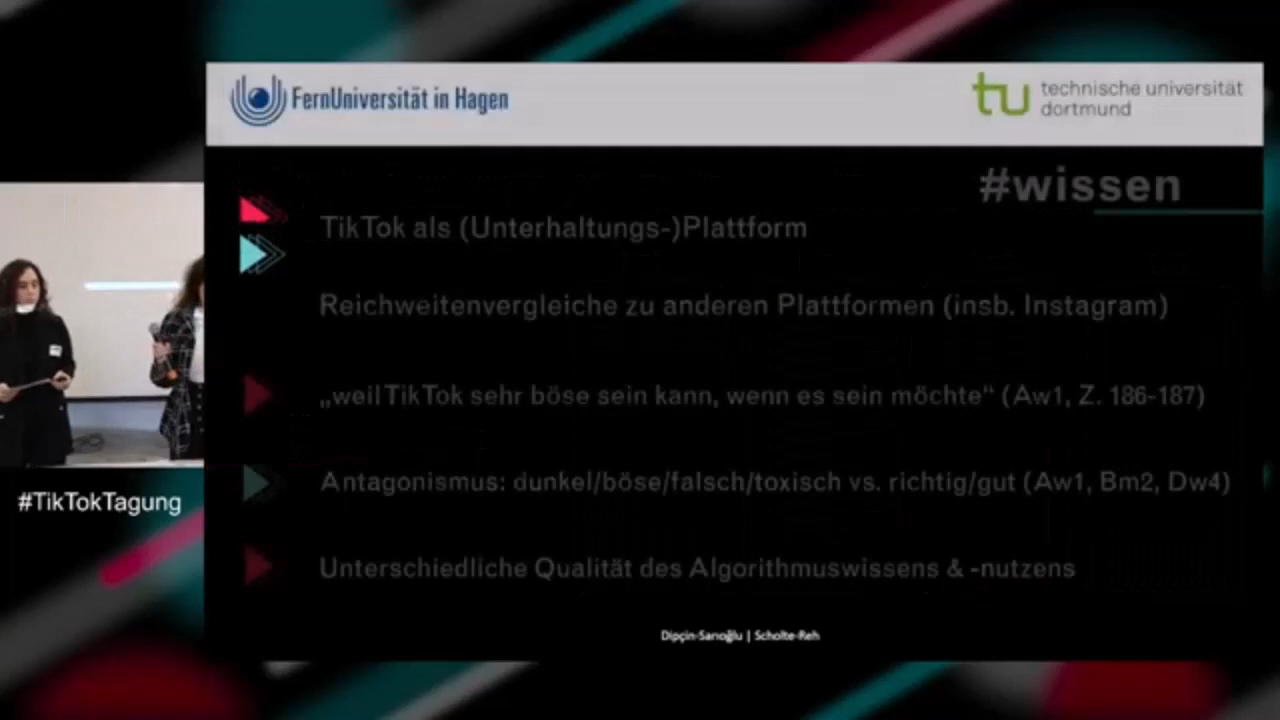 FernUniversität in Hagen
tu technische universität
dortmund
#wissen
TikTok als (Unterhaltungs-)Plattform
Reichweitenvergleiche zu anderen Plattformen (insb. Instagram)
„weil TikTok sehr böse sein kann, wenn es sein möchte“ (Aw1, Z. 186-187)
Antagonismus: dunkel/böse/falsch/toxisch vs. richtig/gut (Aw1, Bm2, Dw4)
Unterschiedliche Qualität des Algorithmuswissens & -nutzens
Dipçin-Sarıoğlu | Scholte-Reh
#TikTokTagung